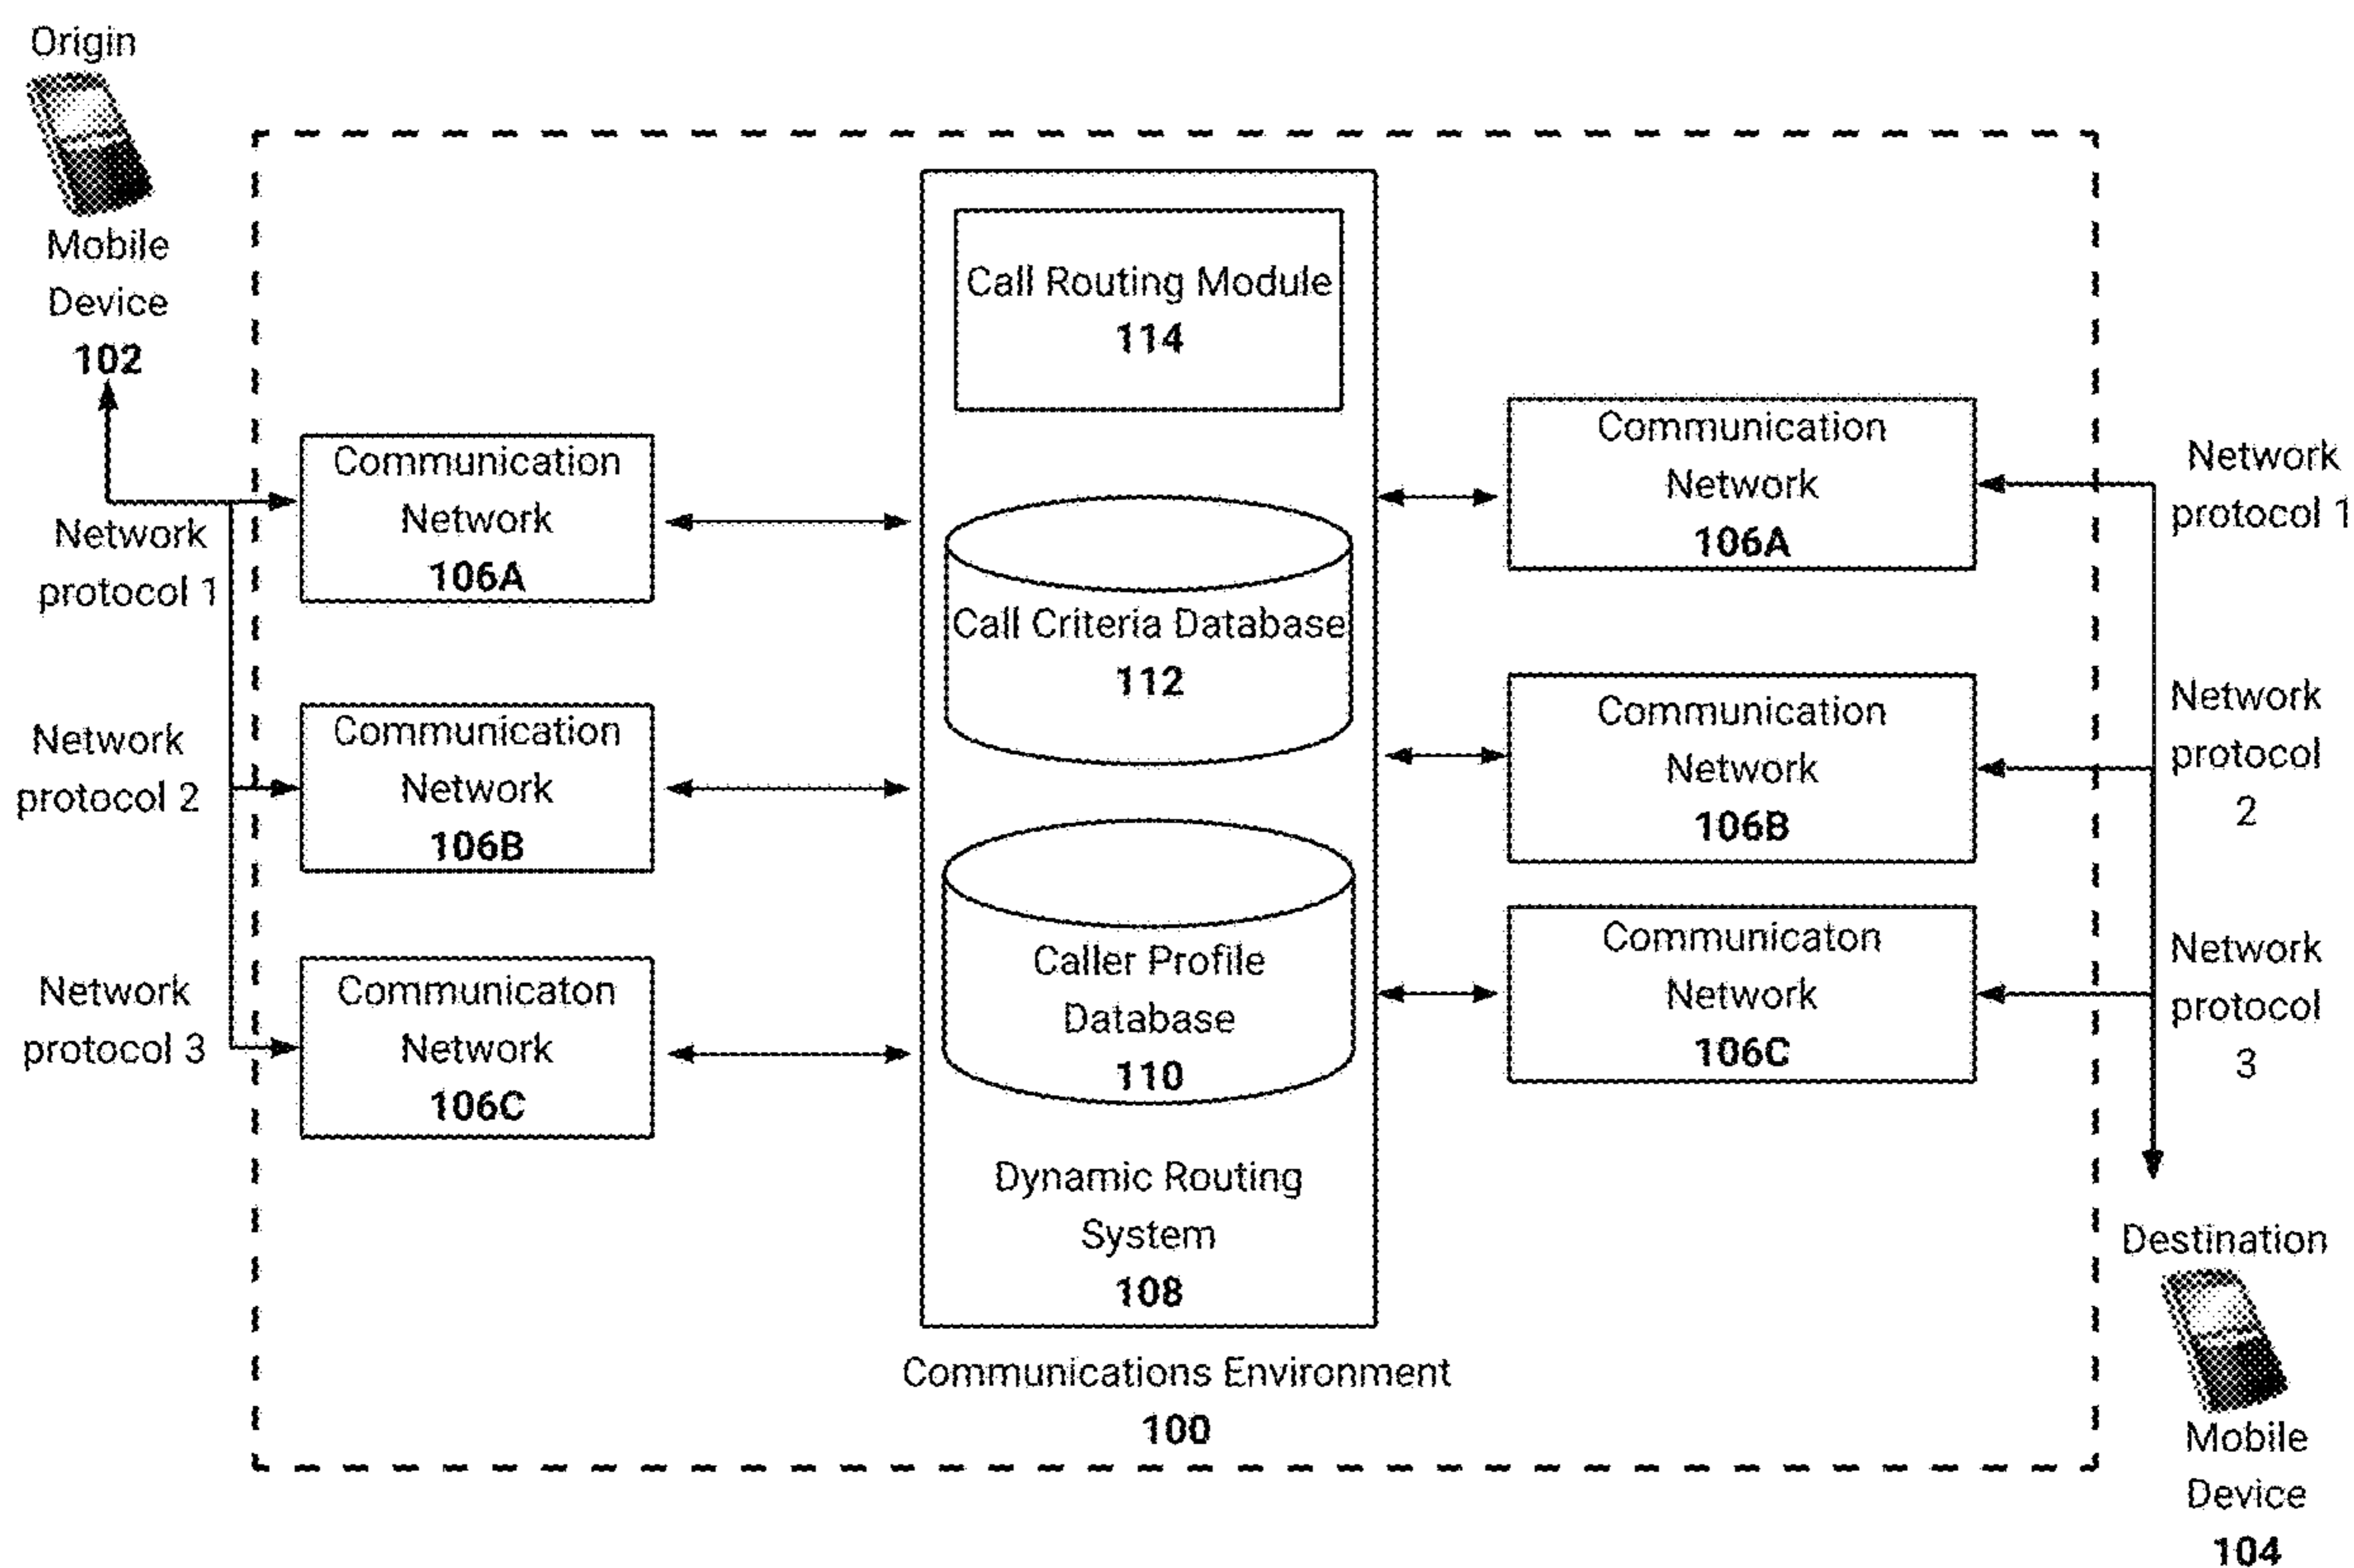 Origin
Mobile
Device
102
Network
protocol 1
Network
protocol 2
Network
protocol 3
Communication
Network
106A
Communication
Network
106B
Communicaton
Network
106C
Call Routing Module
114
Call Criteria Database
112
Caller Profile
Database
110
Dynamic Routing
System
108
Communications Environment
100
Communication
Network
106A
Communication
Network
106B
Communicaton
Network
106C
Network
protocol 1
Network
protocol
2
Network
protocol
3
Destination
Mobile
Device
104